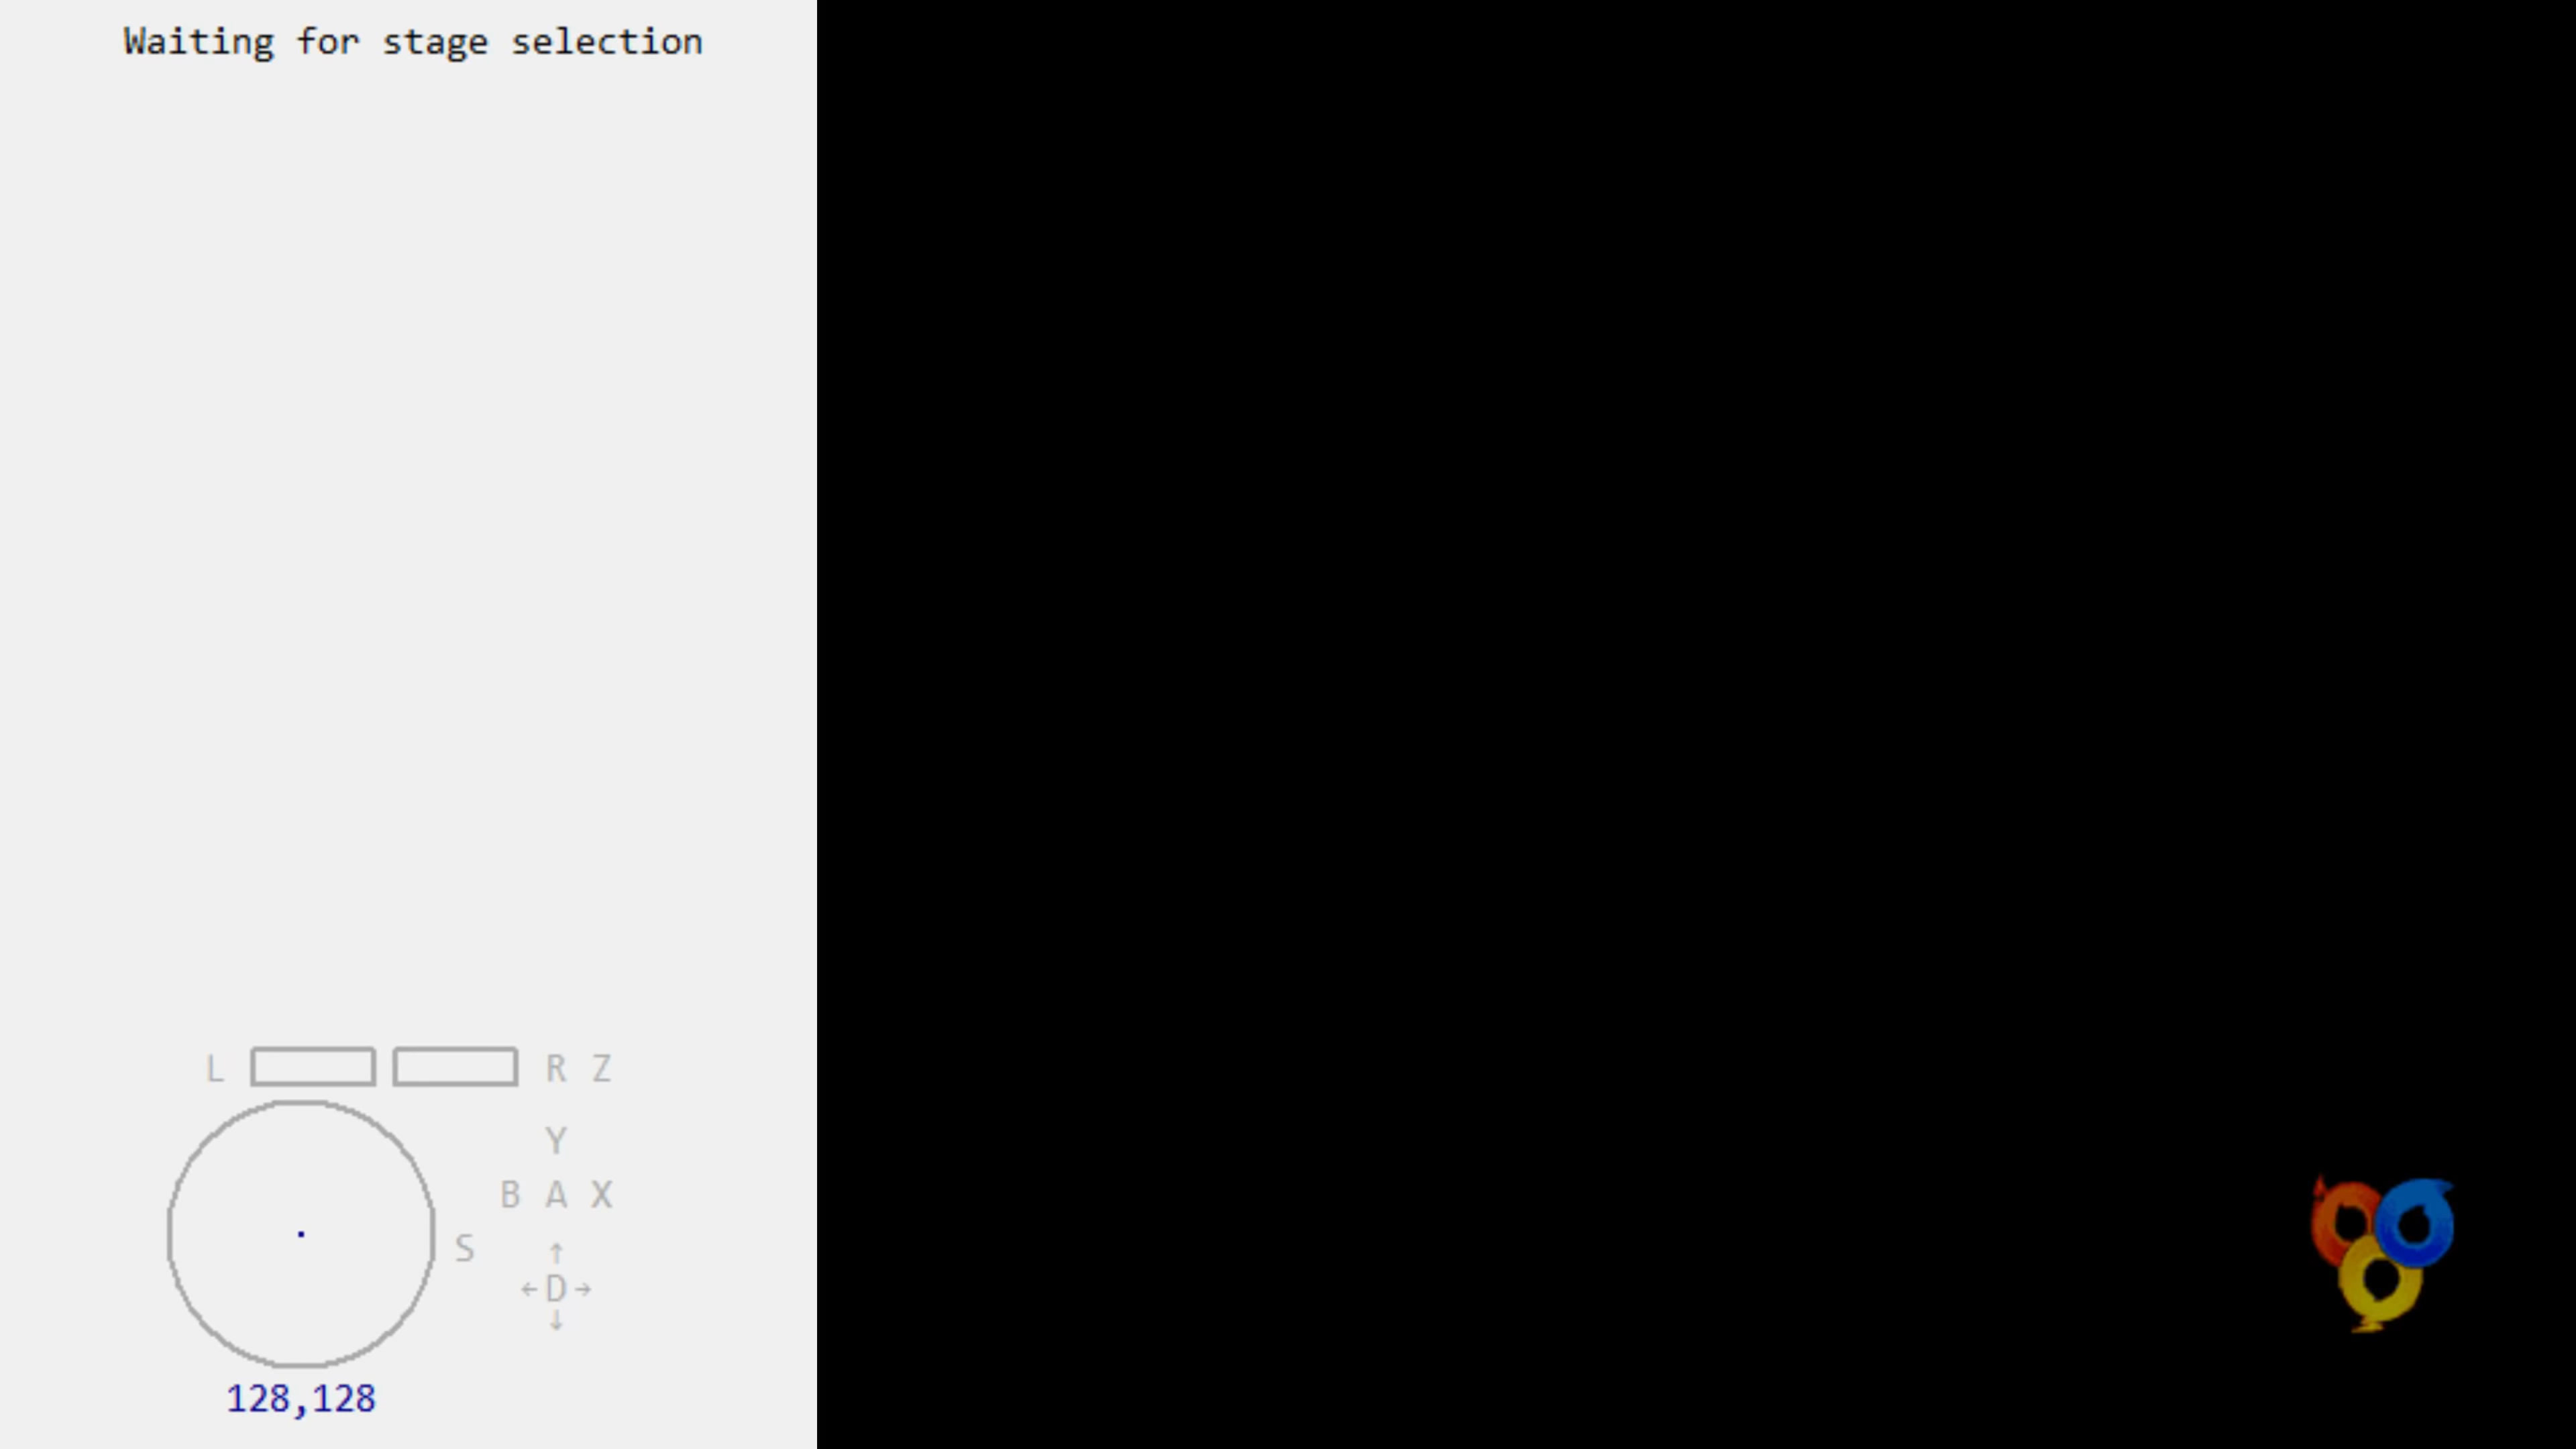 Waiting for stage selection
L R Z
Y
B A X
S
↑
←D→
↓
128,128